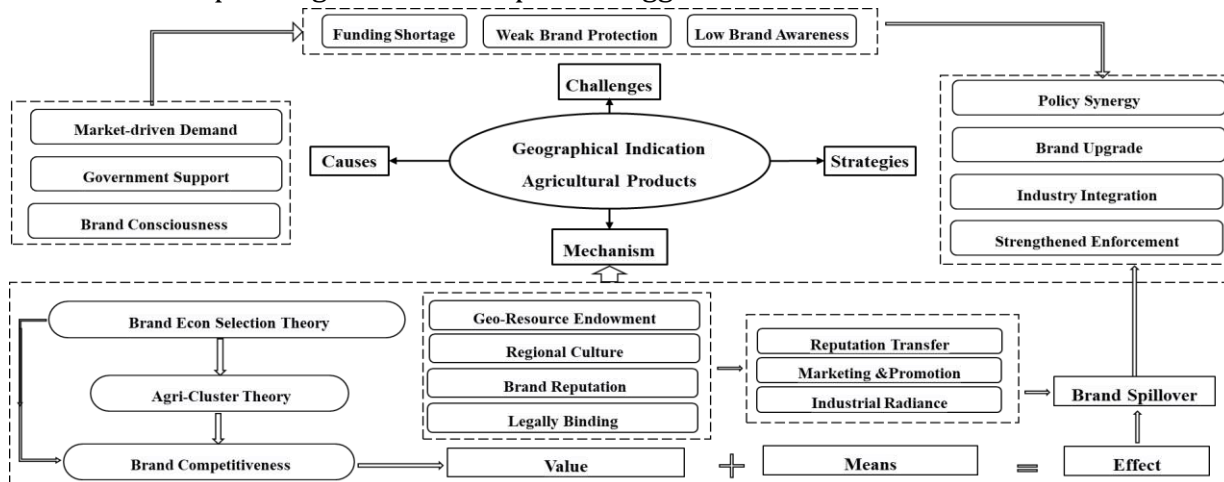 Funding Shortage
Weak Brand Protection
Low Brand Awareness
Challenges
Market-driven Demand
Government Support
Brand Consciousness
Causes
Geographical Indication
Agricultural Products
Strategies
Policy Synergy
Brand Upgrade
Industry Integration
Strengthened Enforcement
Mechanism
Brand Econ Selection Theory
Agri-Cluster Theory
Brand Competitiveness
Geo-Resource Endowment
Regional Culture
Brand Reputation
Legally Binding
Reputation Transfer
Marketing &Promotion
Industrial Radiance
Brand Spillover
Value
+
Means
=
Effect